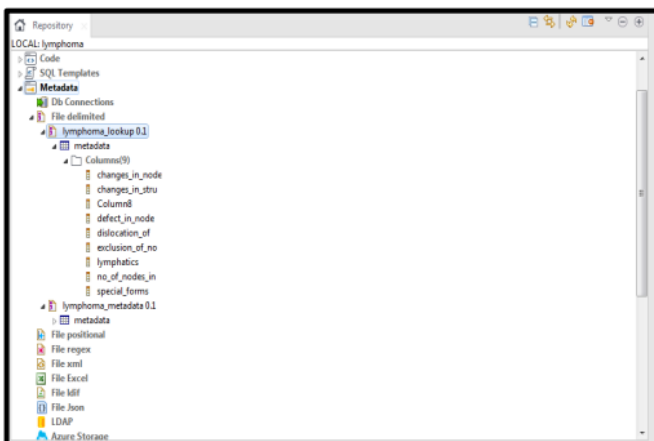 Repository
LOCAL: lymphoma
Code
SQL Templates
Metadata
Db Connections
File delimited
lymphoma_lookup 0.1
metadata
Columns(9)
changes_in_node
changes_in_stru
Column8
defect_in_node
dislocation_of
exclusion_of_no
lymphatics
no_of_nodes_in
special_forms
lymphoma_metadata 0.1
metadata
File positional
File regex
File xml
File Excel
File ldif
File Json
LDAP
Azure Storage